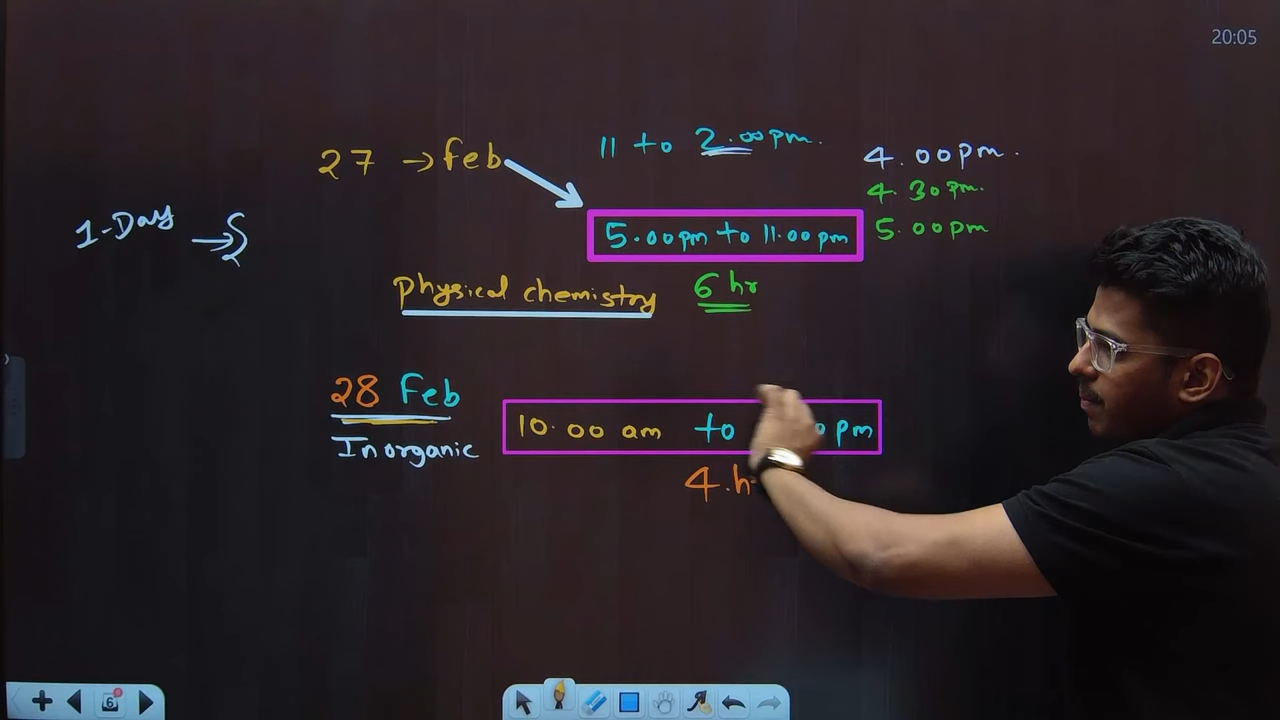 20:05
27 → Feb
11 to 2.00pm.
4.00pm.
4.30pm.
1-Day →
5.00pm to 11.00pm
5.00pm
physical chemistry
6 hr
28 Feb
10.00 am to pm
Inorganic
4.h
6